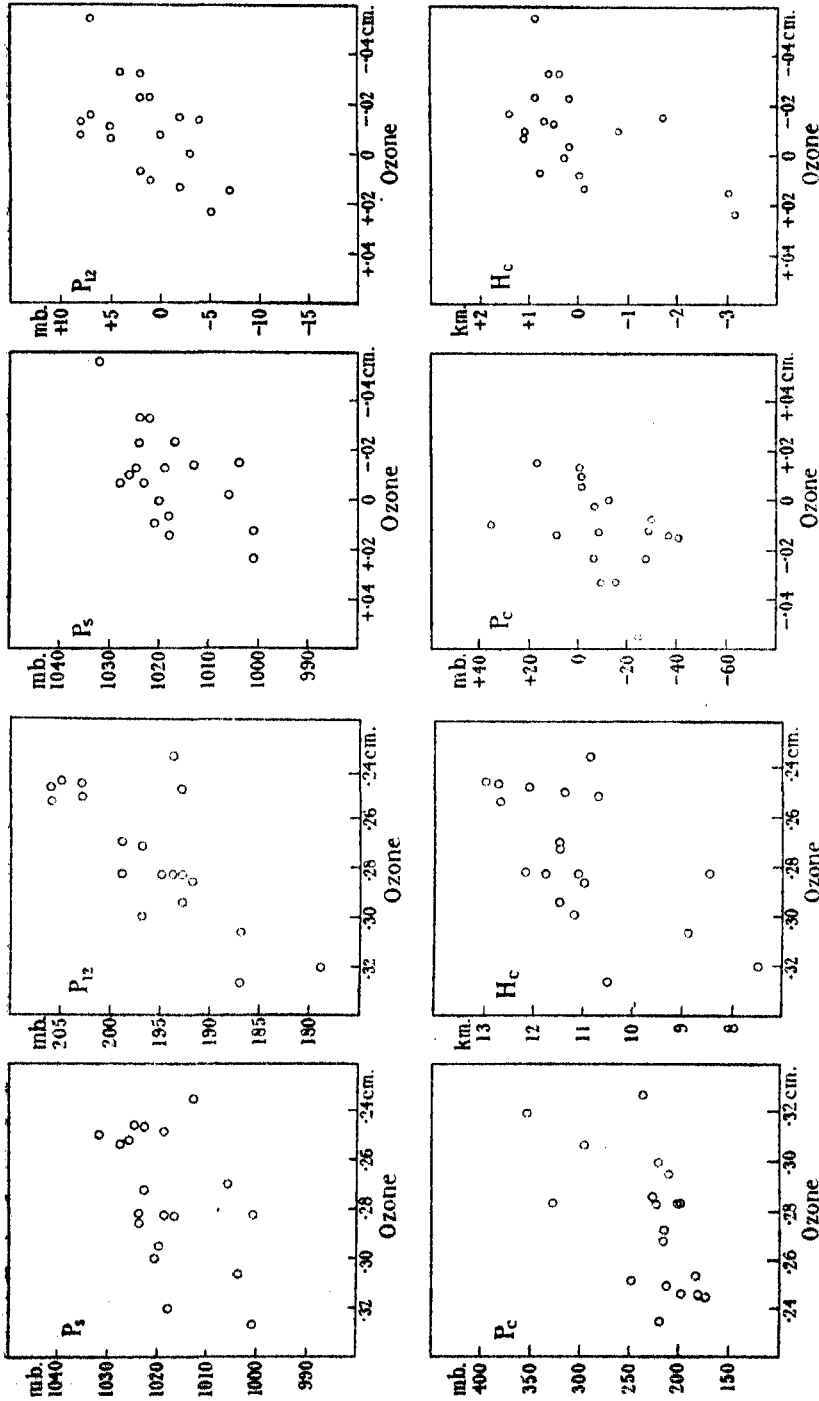 mb.
1040
1030
1020
1010
1000
990
P_s
·32 ·30 ·28 ·26 ·24 cm.
Ozone
mb.
205
200
195
190
185
180
P₁₂
·32 ·30 ·28 ·26 ·24 cm.
Ozone
mb.
1040
1030
1020
1010
1000
990
P_s
+·04 +·02 0 -·02 -·04 cm.
Ozone
mb.
+10
+5
0
-5
-10
-15
P₁₂
+·04 +·02 0 -·02 -·04 cm.
Ozone
mb.
400
350
300
250
200
150
P_c
·24 ·26 ·28 ·30 ·32 cm.
Ozone
km.
13
12
11
10
9
8
H_c
·32 ·30 ·28 ·26 ·24 cm.
Ozone
mb.
+40
+20
0
-20
-40
-60
P_c
-·04 -·02 0 +·02 +·04 cm.
Ozone
km.
+2
+1
0
-1
-2
-3
H_c
+·04 +·02 0 -·02 -·04 cm.
Ozone